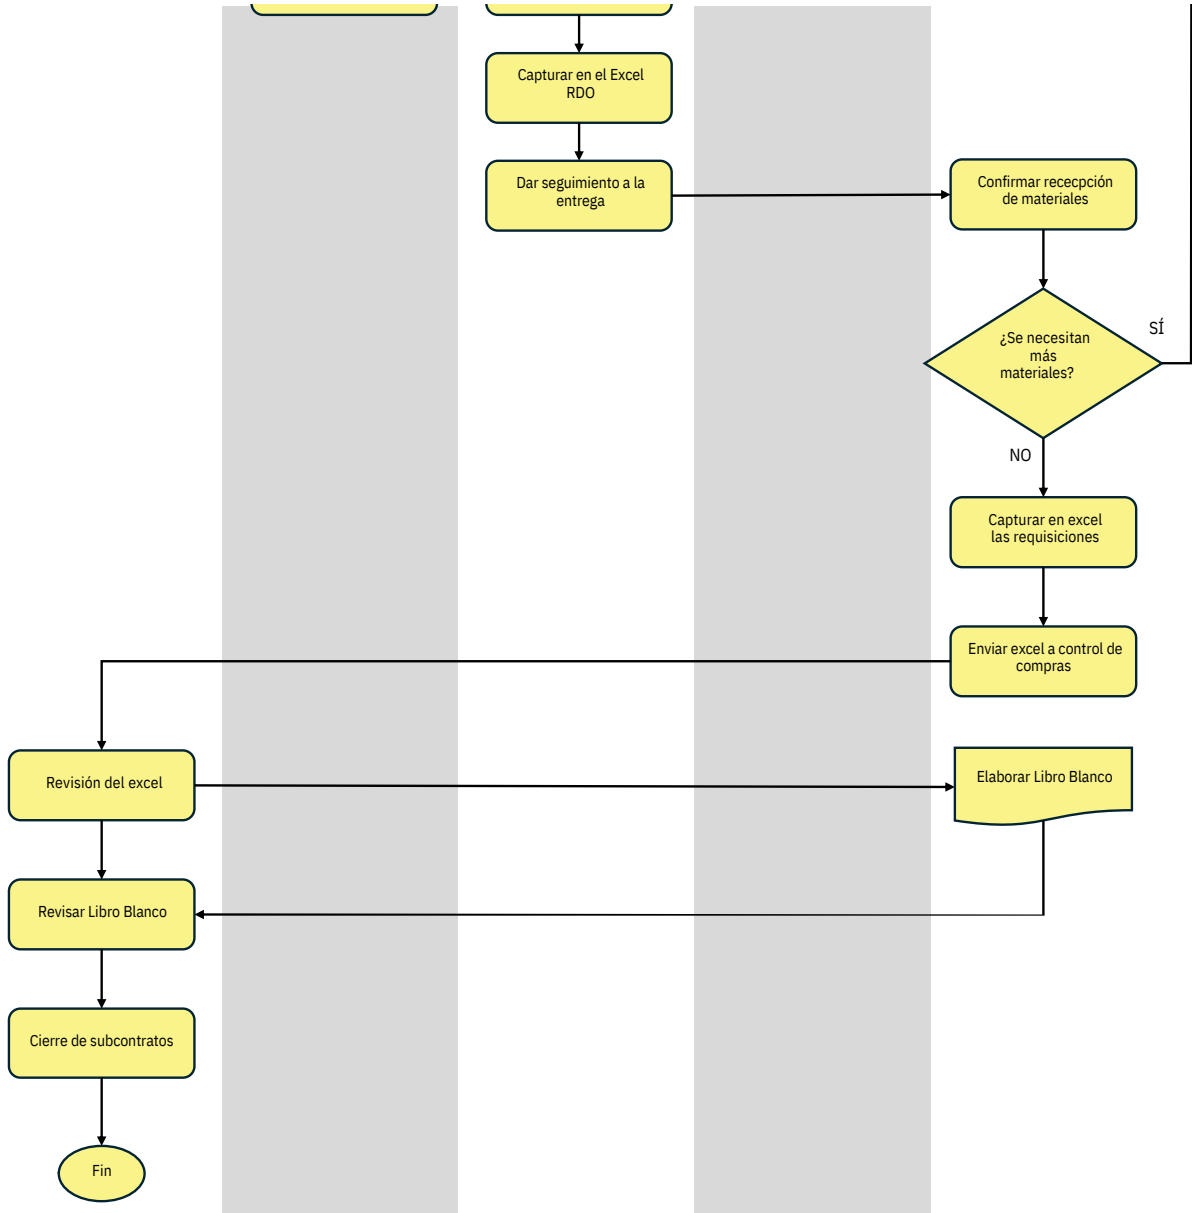 Capturar en el Excel
RDO
Dar seguimiento a la
entrega
Confirmar rececpción
de materiales
¿Se necesitan
más
materiales?
SÍ
NO
Capturar en excel
las requisiciones
Enviar excel a control de
compras
Revisión del excel
Elaborar Libro Blanco
Revisar Libro Blanco
Cierre de subcontratos
Fin